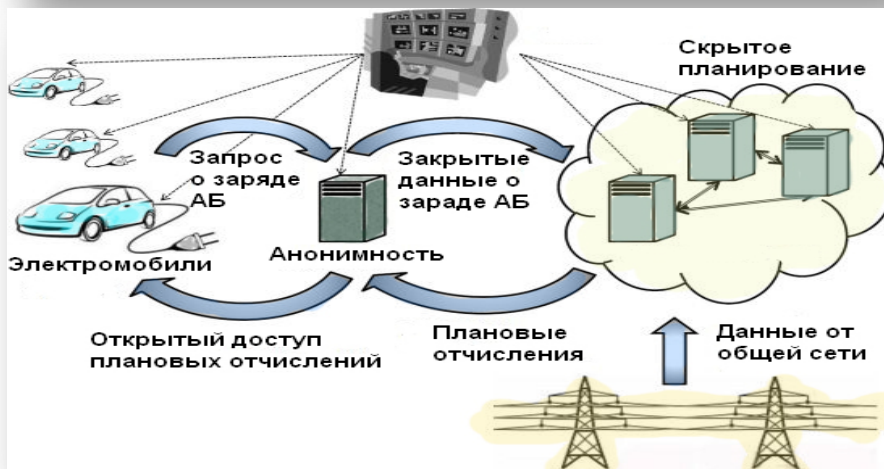 Скрытое
планирование
Запрос
о заряде
АБ
Закрытые
данные о
зараде АБ
Электромобили
Анонимность
Открытый доступ
плановых отчислений
Плановые
отчисления
Данные от
общей сети